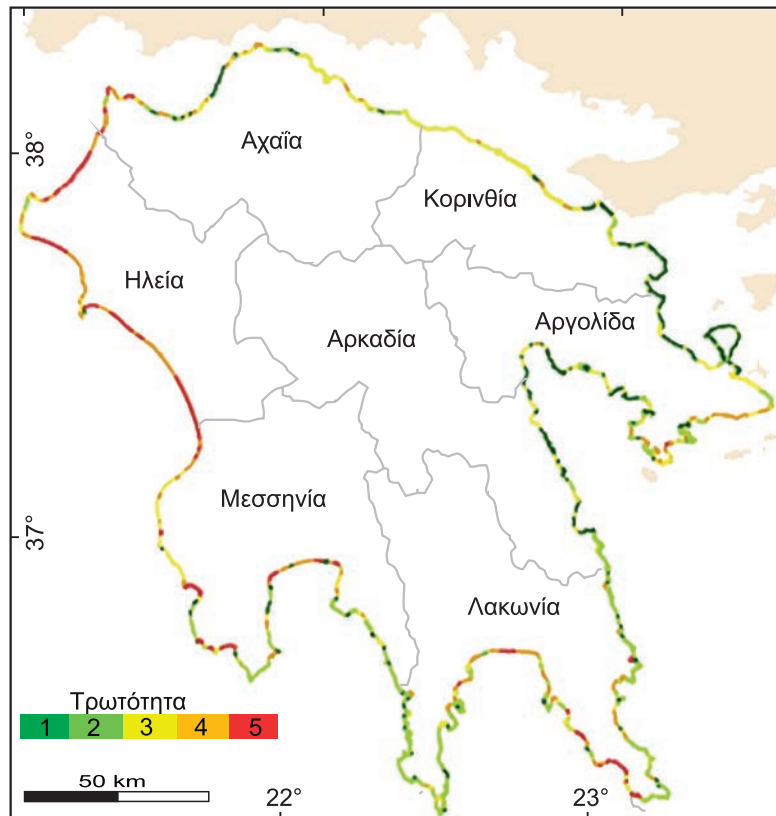 Αχαΐα
38°
Κορινθία
Ηλεία
Αργολίδα
Αρκαδία
Μεσσηνία
37°
Λακωνία
Τρωτότητα
1 2 3 4 5
50 km
22° 23°